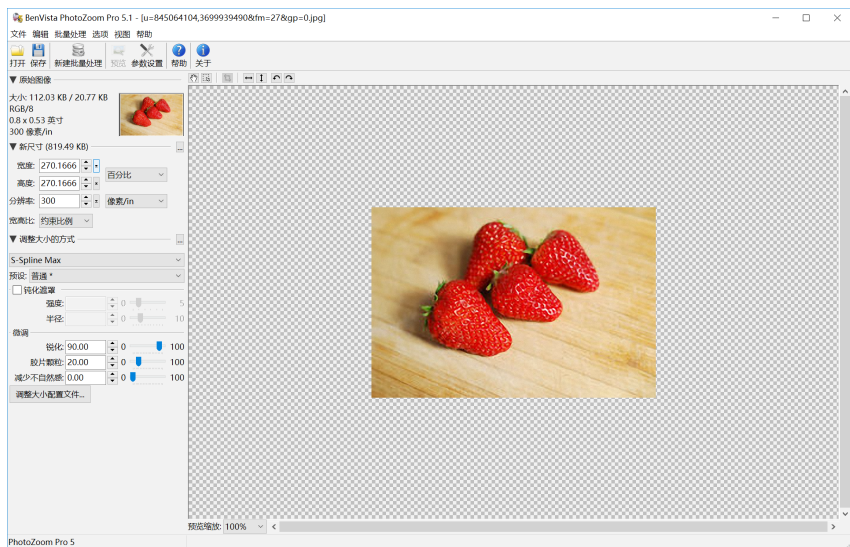 BenVista PhotoZoom Pro 5.1 - [u=845064104,3699939490&fm=27&gp=0.jpg]
文件 编辑 批量处理 选项 视图 帮助
打开 保存 新建批量处理 预览 参数设置 帮助 关于
原始图像
大小: 112.03 KB / 20.77 KB
RGB/8
0.8 x 0.53 英寸
300 像素/in
新尺寸 (819.49 KB) ...
宽度: 270.1666
百分比
高度: 270.1666
分辨率: 300 像素/in
宽高比: 约束比例
调整大小的方式 ...
S-Spline Max
预设: 普通 *
钝化遮罩
强度: 0 5
半径: 0 10
微调
锐化: 90.00 0 100
胶片颗粒: 20.00 0 100
减少不自然感: 0.00 0 100
调整大小配置文件...
预览缩放: 100%
PhotoZoom Pro 5